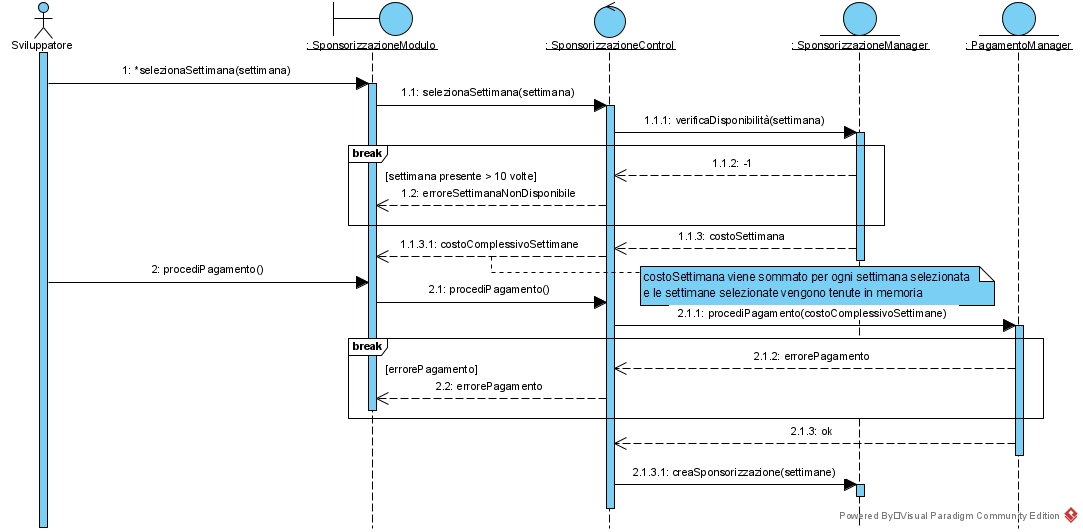 Sviluppatore
: SponsorizzazioneModulo
: SponsorizzazioneControl
: SponsorizzazioneManager
: PagamentoManager
1: *selezionaSettimana(settimana)
1.1: selezionaSettimana(settimana)
1.1.1: verificaDisponibilità(settimana)
break
1.1.2: -1
[settimana presente > 10 volte]
1.2: erroreSettimanaNonDisponibile
1.1.3: costoSettimana
1.1.3.1: costoComplessivoSettimane
2: procediPagamento()
costoSettimana viene sommato per ogni settimana selezionata
e le settimane selezionate vengono tenute in memoria
2.1: procediPagamento()
2.1.1: procediPagamento(costoComplessivoSettimane)
break
2.1.2: errorePagamento
[errorePagamento]
2.2: errorePagamento
2.1.3: ok
2.1.3.1: creaSponsorizzazione(settimane)
Powered By□Visual Paradigm Community Edition